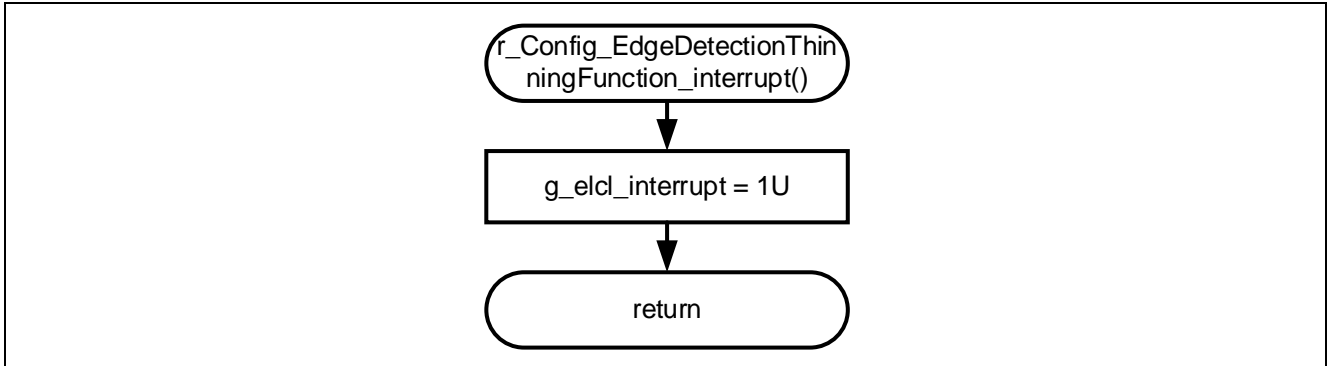 r_Config_EdgeDetectionThin
ningFunction_interrupt()
g_elcl_interrupt = 1U
return